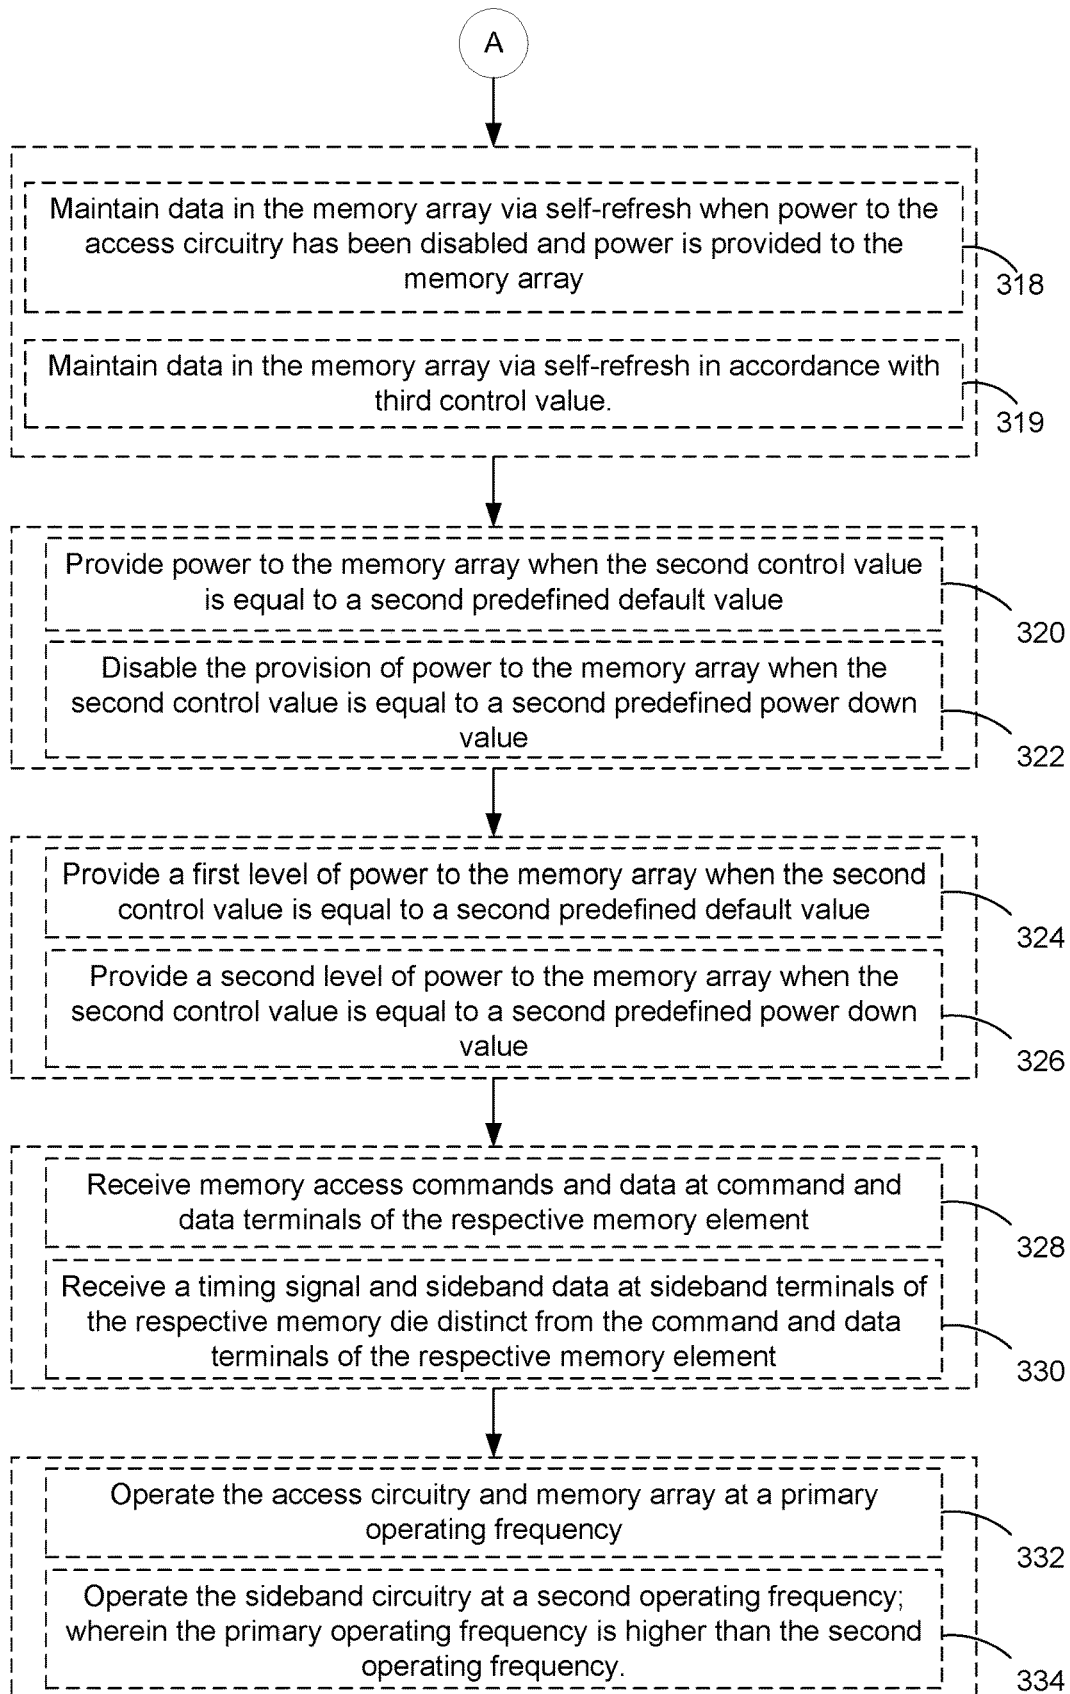 A
Maintain data in the memory array via self-refresh when power to the
access circuitry has been disabled and power is provided to the
memory array
318
Maintain data in the memory array via self-refresh in accordance with
third control value.
319
Provide power to the memory array when the second control value
is equal to a second predefined default value
320
Disable the provision of power to the memory array when the
second control value is equal to a second predefined power down
value
322
Provide a first level of power to the memory array when the second
control value is equal to a second predefined default value
324
Provide a second level of power to the memory array when the
second control value is equal to a second predefined power down
value
326
Receive memory access commands and data at command and
data terminals of the respective memory element
328
Receive a timing signal and sideband data at sideband terminals of
the respective memory die distinct from the command and data
terminals of the respective memory element
330
Operate the access circuitry and memory array at a primary
operating frequency
332
Operate the sideband circuitry at a second operating frequency;
wherein the primary operating frequency is higher than the second
operating frequency.
334